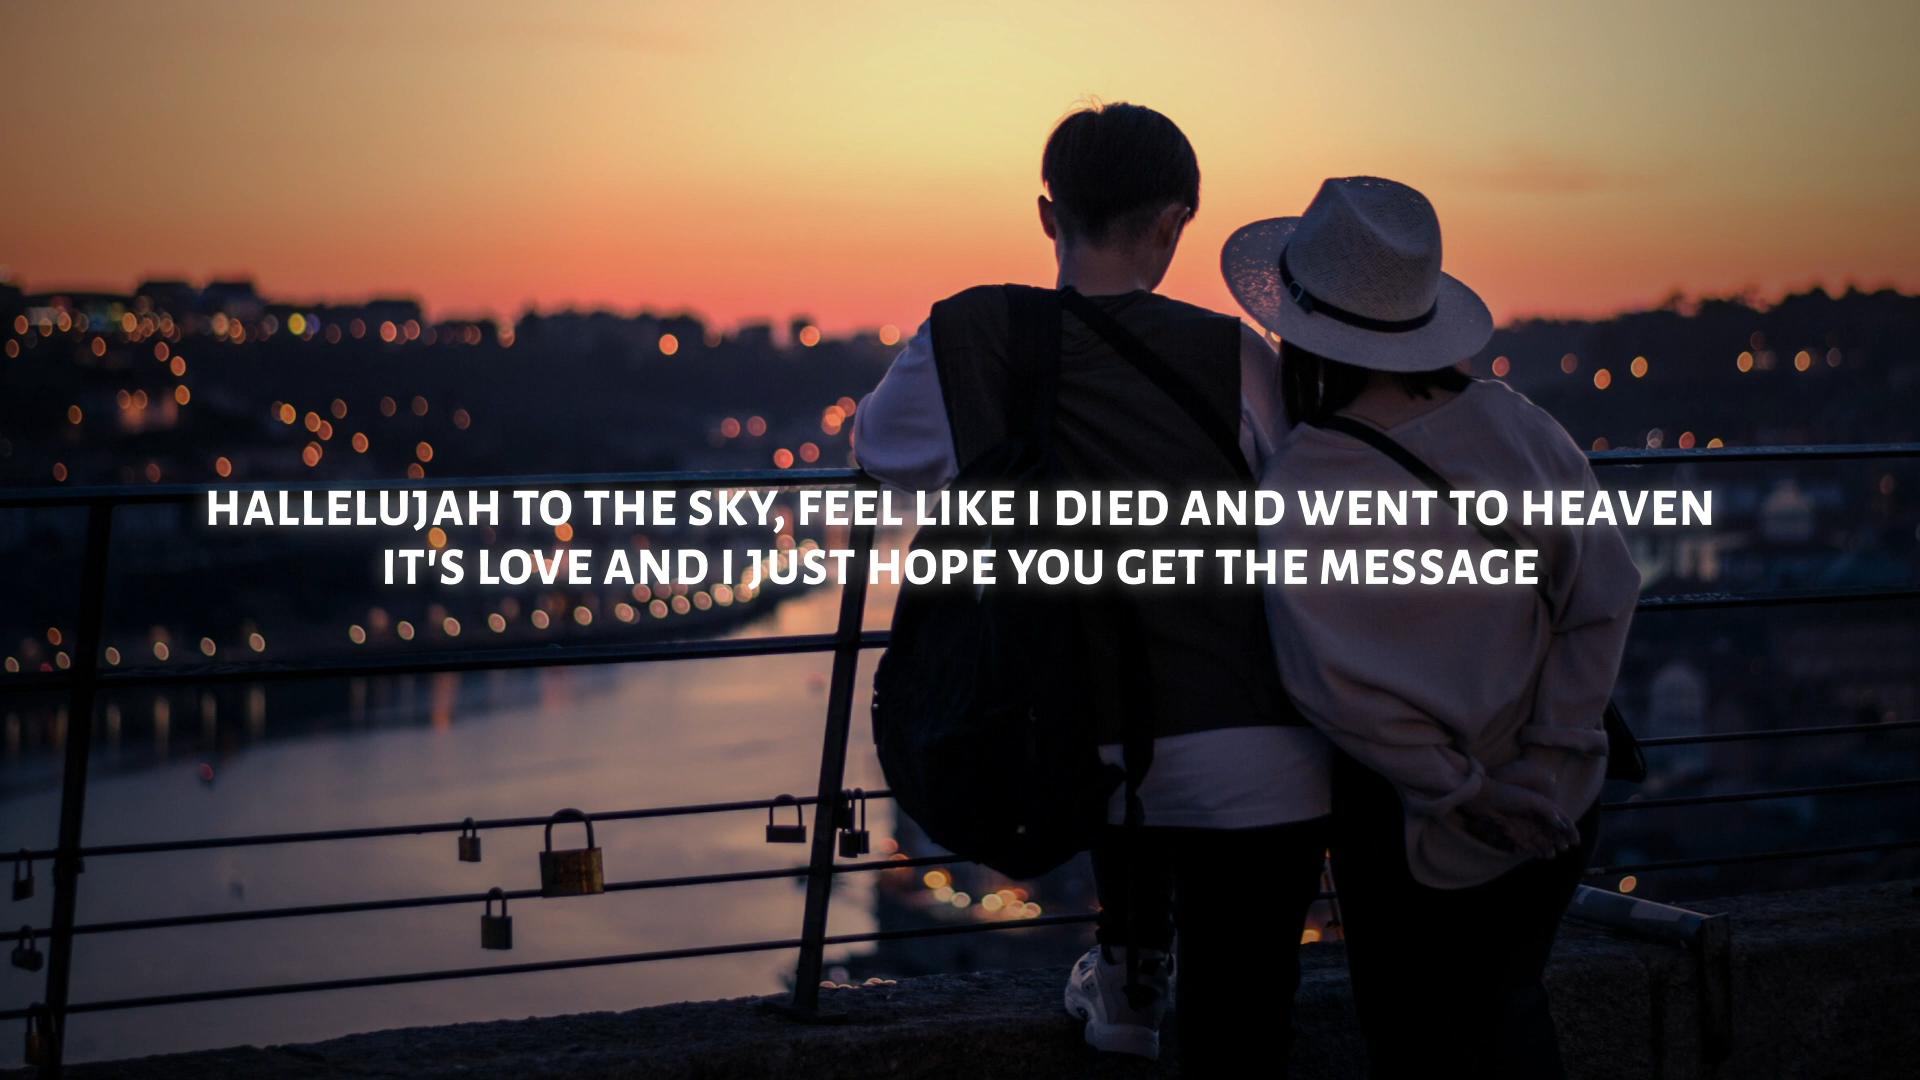 HALLELUJAH TO THE SKY, FEEL LIKE I DIED AND WENT TO HEAVEN
IT'S LOVE AND I JUST HOPE YOU GET THE MESSAGE